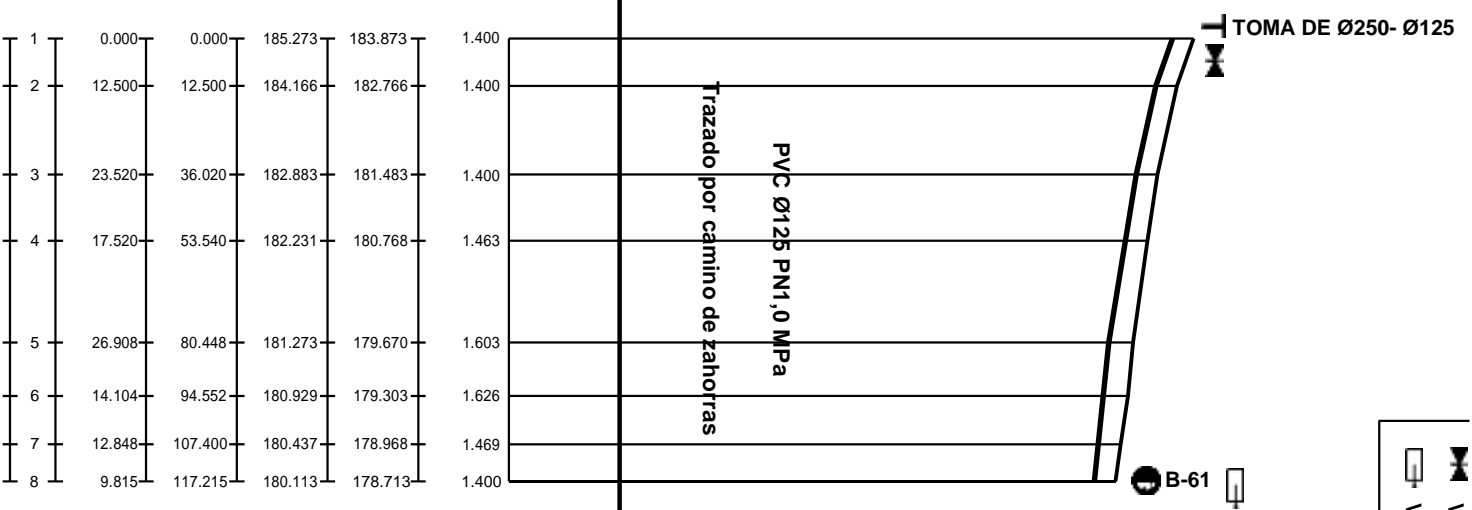 TOMA DE Ø250- Ø125
1 0.000 0.000 185.273 183.873 1.400
2 12.500 12.500 184.166 182.766 1.400
3 23.520 36.020 182.883 181.483 1.400
4 17.520 53.540 182.231 180.768 1.463
5 26.908 80.448 181.273 179.670 1.603
6 14.104 94.552 180.929 179.303 1.626
7 12.848 107.400 180.437 178.968 1.469
8 9.815 117.215 180.113 178.713 1.400
Trazado por camino de zahorras
PVC Ø125 PN1,0 MPa
B-61